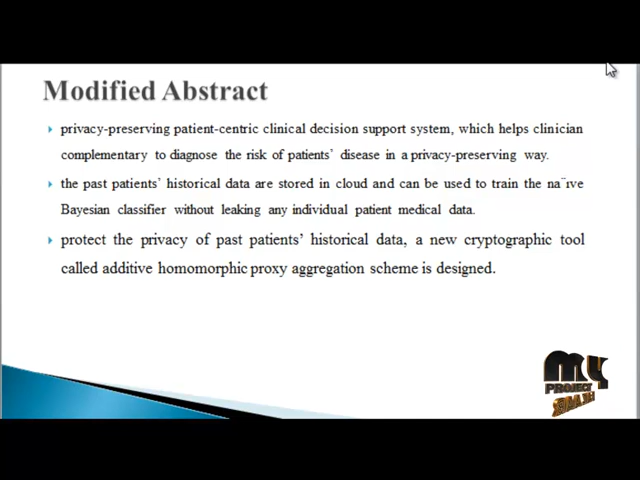 Modified Abstract
privacy-preserving patient-centric clinical decision support system, which helps clinician
complementary to diagnose the risk of patients' disease in a privacy-preserving way.
the past patients' historical data are stored in cloud and can be used to train the na¨ıve
Bayesian classifier without leaking any individual patient medical data.
protect the privacy of past patients' historical data, a new cryptographic tool
called additive homomorphic proxy aggregation scheme is designed.
My
PROJECT